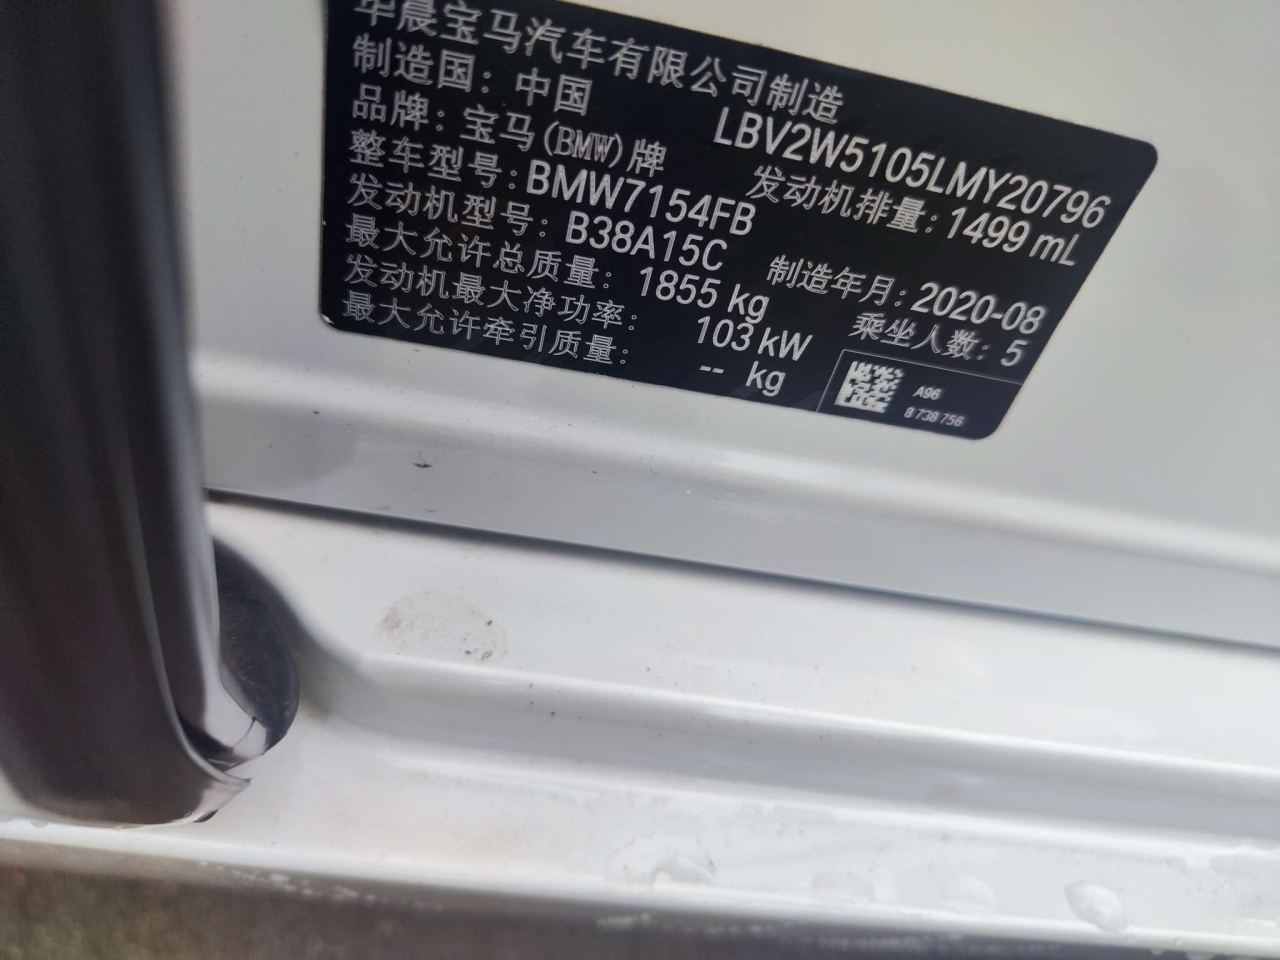 华晨宝马汽车有限公司制造
制造国：中国 LBV2W5105LMY20796
品牌：宝马(BMW)牌 发动机排量：1499 mL
整车型号：BMW7154FB
发动机型号：B38A15C 制造年月：2020-08
最大允许总质量：1855 kg 乘坐人数：5
发动机最大净功率：103 kW
最大允许牵引质量：-- kg
A96
8 738 756